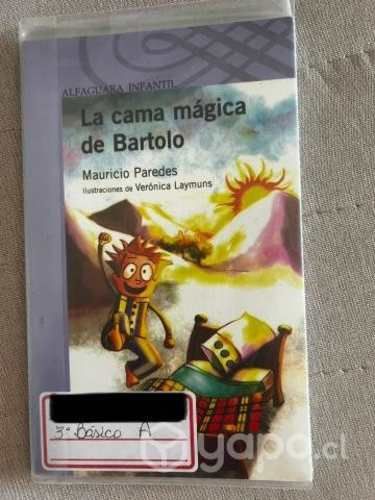 ALFAGUARA INFANTIL
La cama mágica
de Bartolo
Mauricio Paredes
Ilustraciones de Verónica Laymuns
3° Básico A
yapo.cl